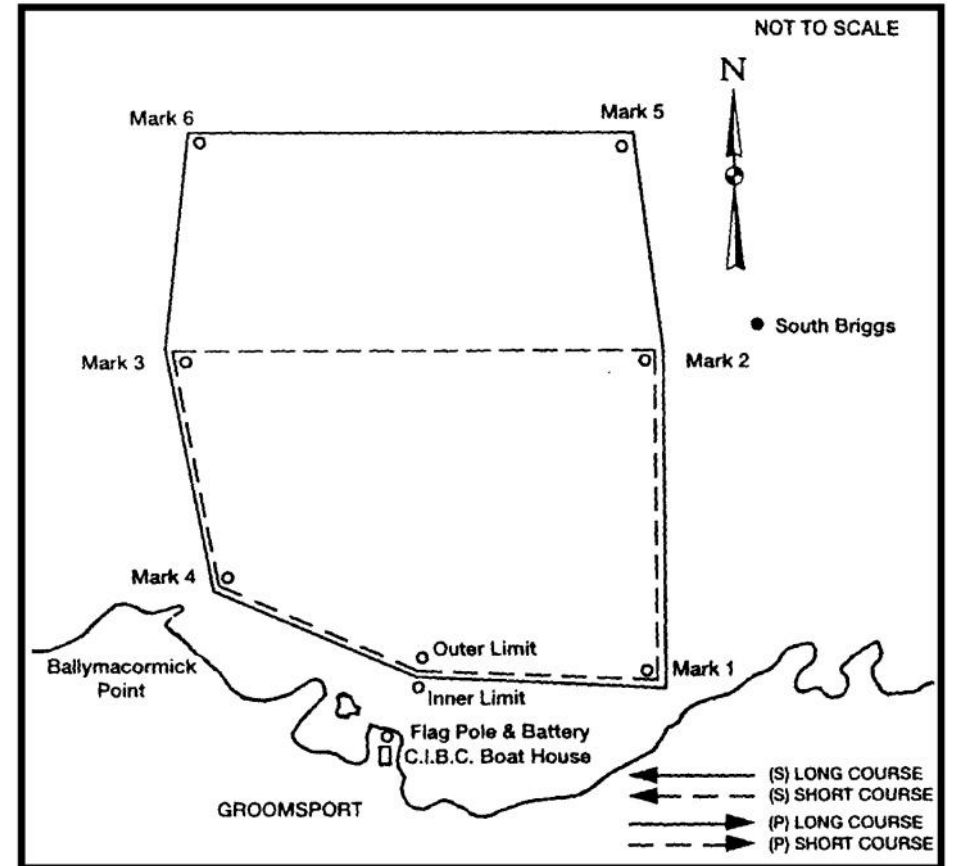 NOT TO SCALE
N
Mark 6
Mark 5
South Briggs
Mark 3
Mark 2
Mark 4
Outer Limit
Mark 1
Ballymacormick
Point
Inner Limit
Flag Pole & Battery
C.I.B.C. Boat House
GROOMSPORT
(S) LONG COURSE
(S) SHORT COURSE
(P) LONG COURSE
(P) SHORT COURSE